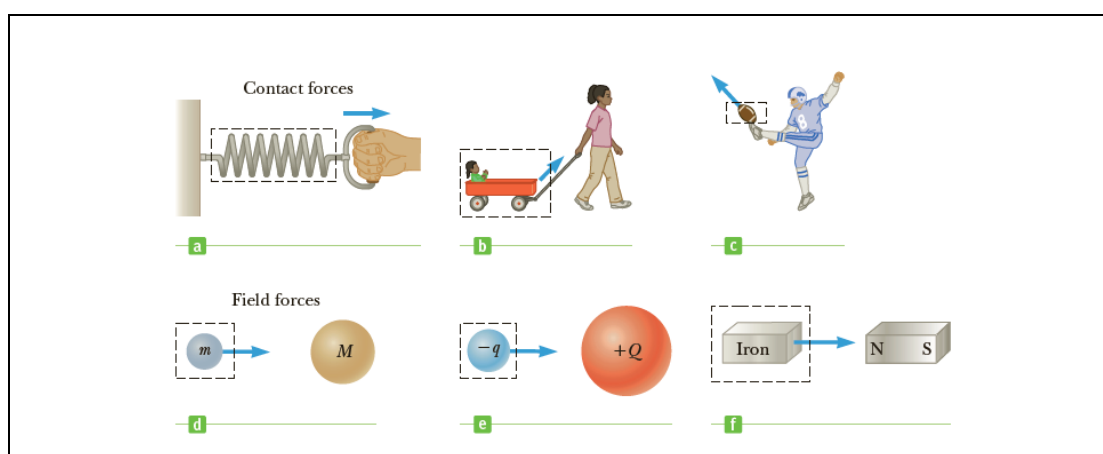 Contact forces
8
a
b
c
Field forces
m
M
−q
+Q
Iron
N S
d
e
f